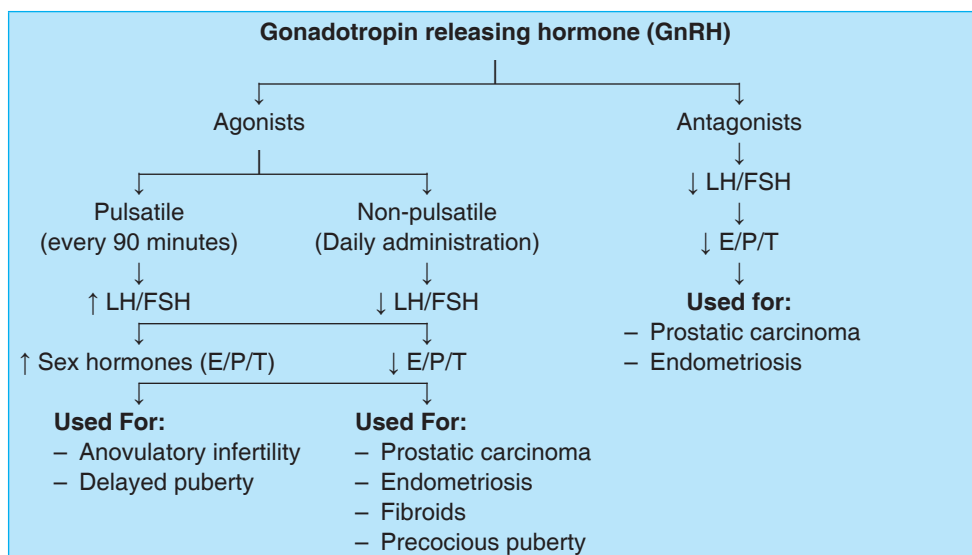 Gonadotropin releasing hormone (GnRH)
Agonists
Antagonists
Pulsatile
(every 90 minutes)
Non-pulsatile
(Daily administration)
↑ LH/FSH
↓ LH/FSH
↑ Sex hormones (E/P/T)
↓ E/P/T
Used For:
– Anovulatory infertility
– Delayed puberty
Used For:
– Prostatic carcinoma
– Endometriosis
– Fibroids
– Precocious puberty
↓ LH/FSH
↓ E/P/T
Used for:
– Prostatic carcinoma
– Endometriosis